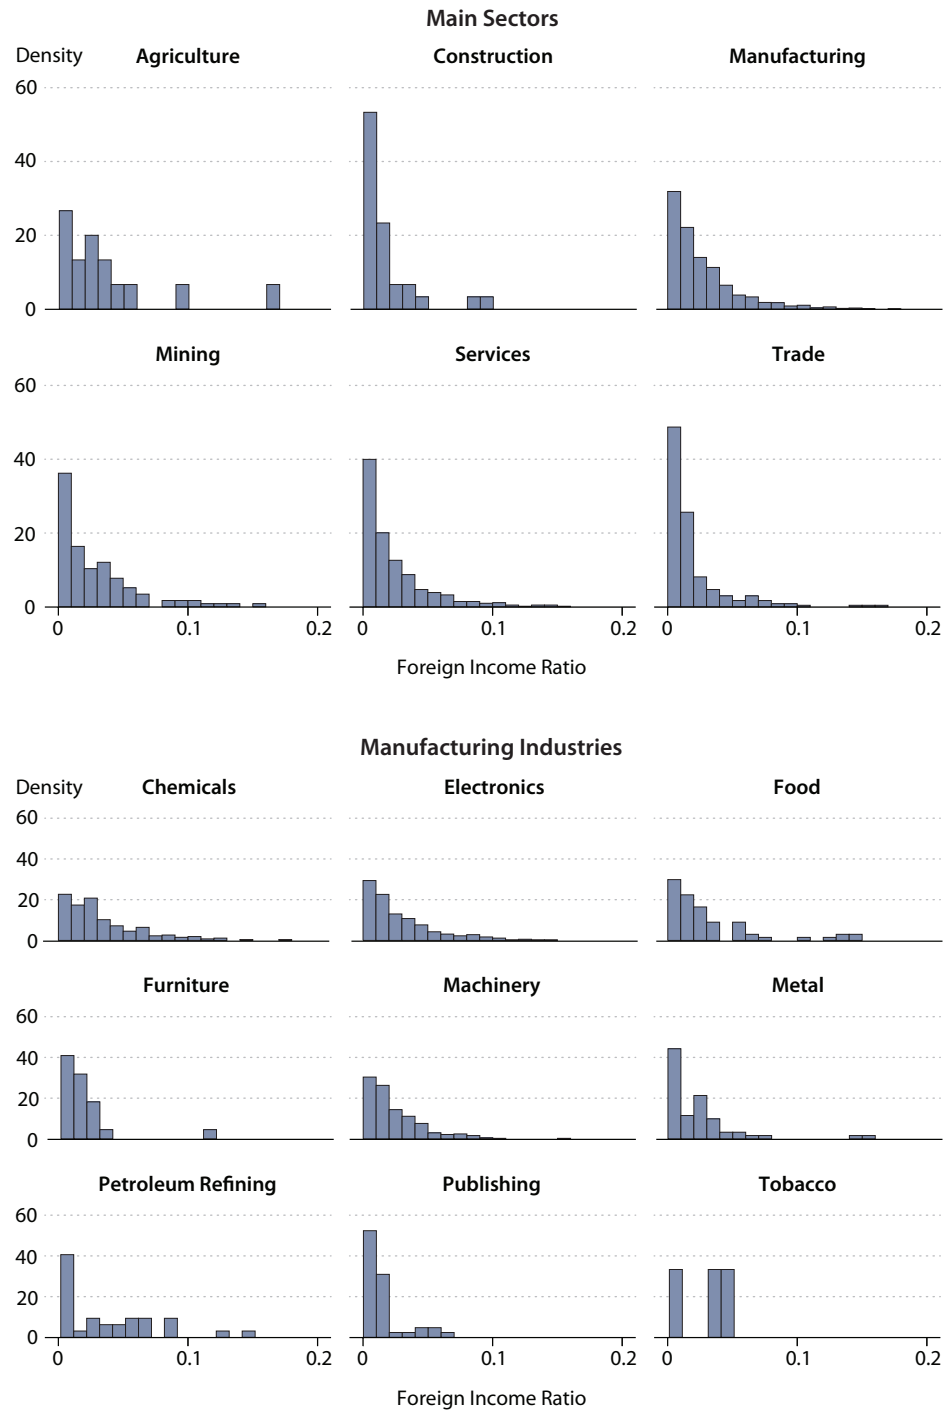 Main Sectors
Density Agriculture Construction Manufacturing
60
40
20
0
Mining Services Trade
60
40
20
0
0 0.1 0.2 0 0.1 0.2 0 0.1 0.2
Foreign Income Ratio
Manufacturing Industries
Density Chemicals Electronics Food
60
40
20
0
Furniture Machinery Metal
60
40
20
0
Petroleum Refining Publishing Tobacco
60
40
20
0
0 0.1 0.2 0 0.1 0.2 0 0.1 0.2
Foreign Income Ratio